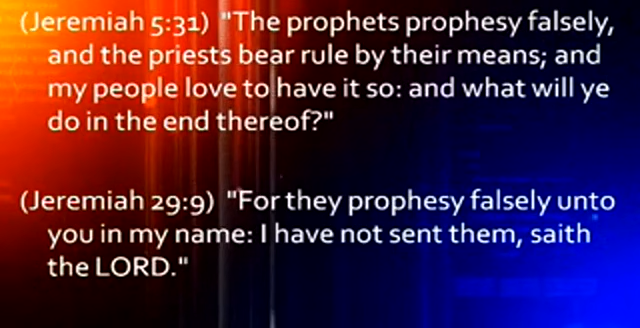 (Jeremiah 5:31) "The prophets prophesy falsely,
and the priests bear rule by their means; and
my people love to have it so: and what will ye
do in the end thereof?"
(Jeremiah 29:9) "For they prophesy falsely unto
you in my name: I have not sent them, saith
the LORD."